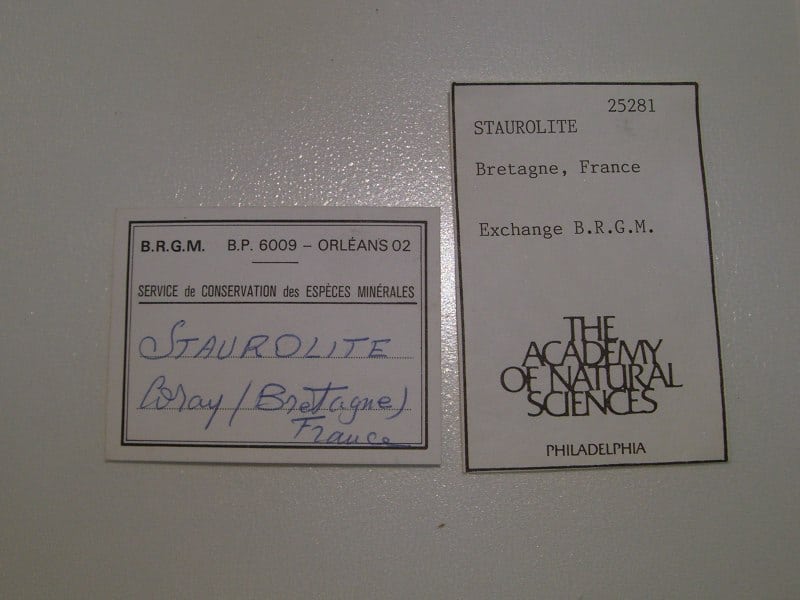 B.R.G.M. B.P. 6009 – ORLÉANS 02
SERVICE de CONSERVATION des ESPÈCES MINÉRALES
STAUROLITE
Coray (Bretagne)
France
25281
STAUROLITE
Bretagne, France
Exchange B.R.G.M.
THE
ACADEMY
OF NATURAL
SCIENCES
PHILADELPHIA